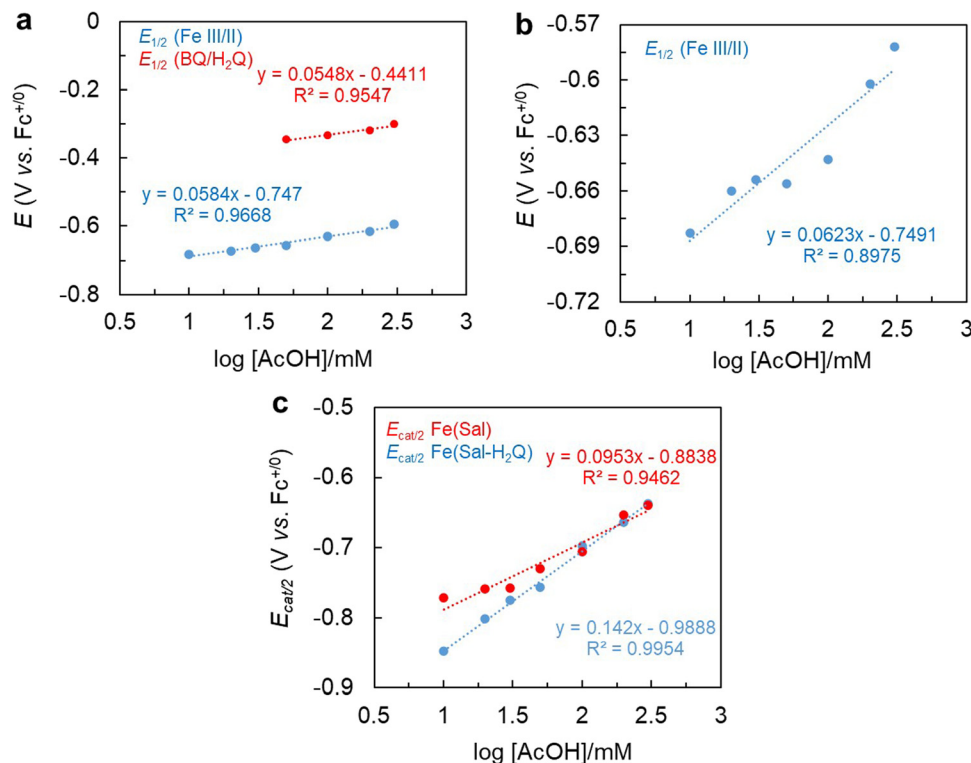 a
E1/2 (Fe III/II)
E1/2 (BQ/H2Q)
y = 0.0548x - 0.4411
R² = 0.9547
y = 0.0584x - 0.747
R² = 0.9668
E (V vs. Fc+/0)
0
-0.2
-0.4
-0.6
-0.8
0.5 1 1.5 2 2.5 3
log [AcOH]/mM
b
E1/2 (Fe III/II)
y = 0.0623x - 0.7491
R² = 0.8975
E (V vs. Fc+/0)
-0.57
-0.6
-0.63
-0.66
-0.69
-0.72
0.5 1 1.5 2 2.5 3
log [AcOH]/mM
c
Ecat/2 Fe(Sal)
Ecat/2 Fe(Sal-H2Q)
y = 0.0953x - 0.8838
R² = 0.9462
y = 0.142x - 0.9888
R² = 0.9954
Ecat/2 (V vs. Fc+/0)
-0.5
-0.6
-0.7
-0.8
-0.9
0.5 1 1.5 2 2.5 3
log [AcOH]/mM